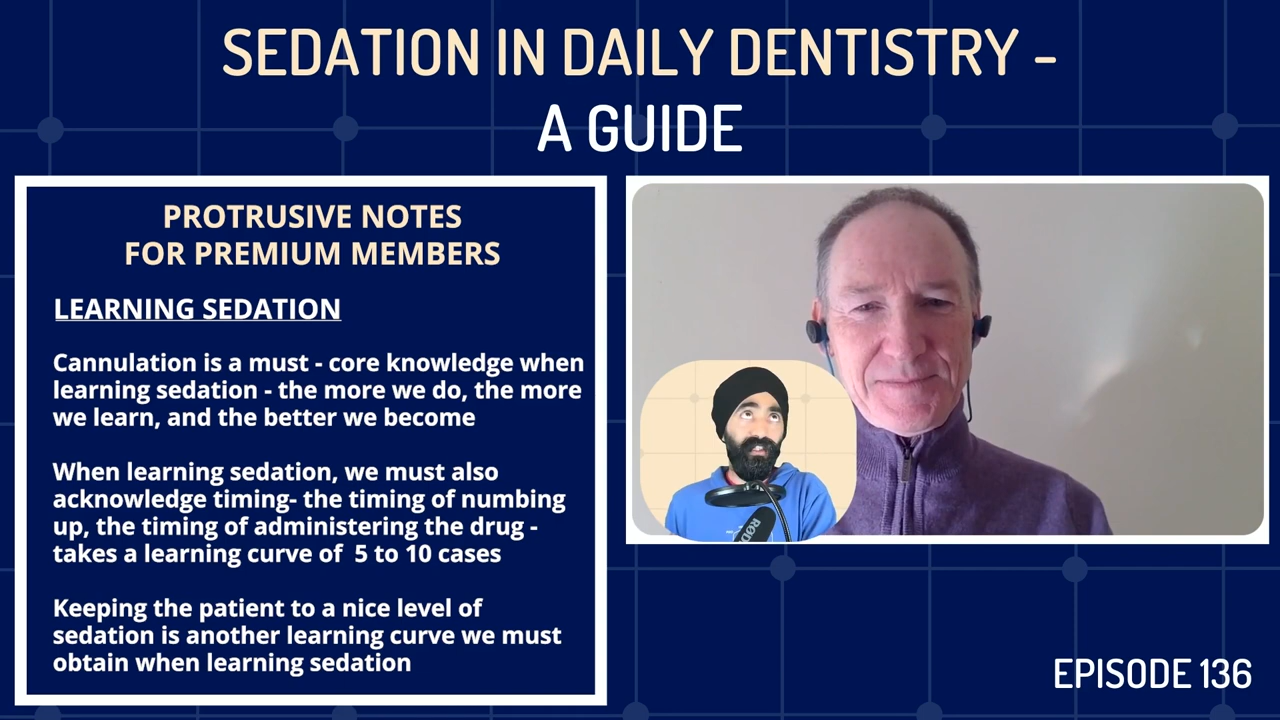 SEDATION IN DAILY DENTISTRY -
A GUIDE
PROTRUSIVE NOTES
FOR PREMIUM MEMBERS
LEARNING SEDATION
Cannulation is a must - core knowledge when
learning sedation - the more we do, the more
we learn, and the better we become
When learning sedation, we must also
acknowledge timing- the timing of numbing
up, the timing of administering the drug -
takes a learning curve of 5 to 10 cases
Keeping the patient to a nice level of
sedation is another learning curve we must
obtain when learning sedation
RØDE
EPISODE 136